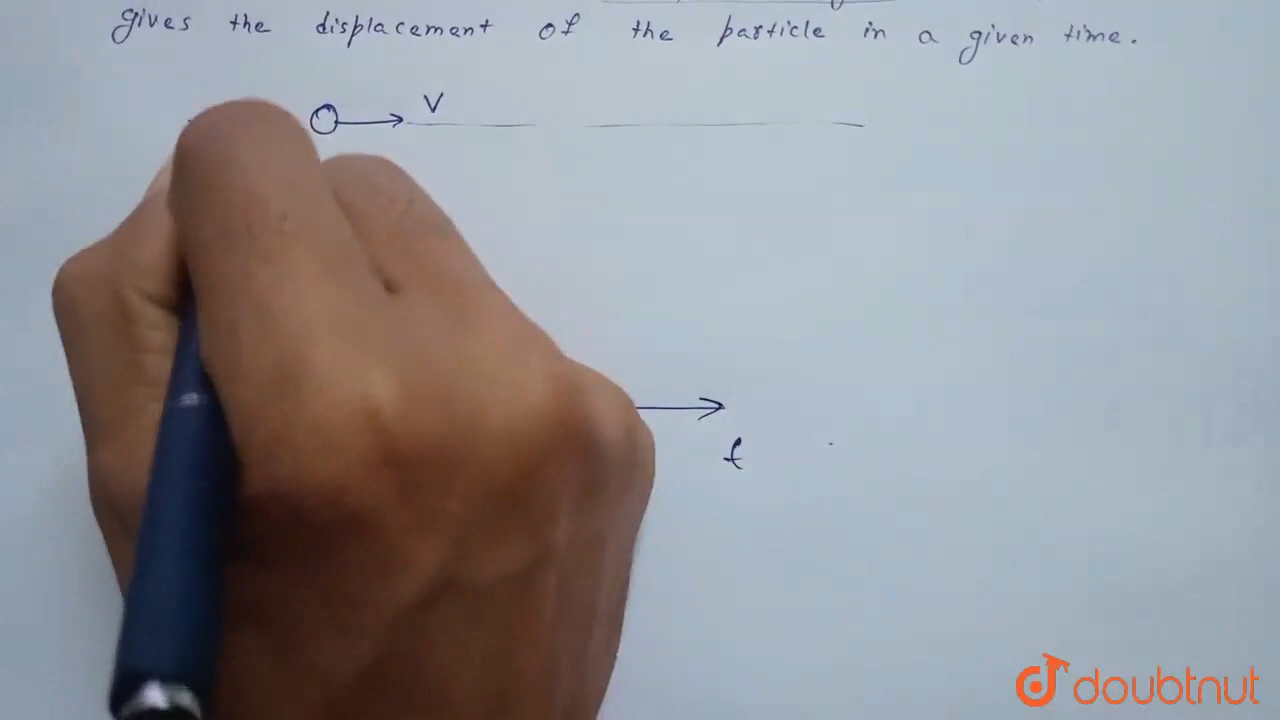 gives the displacement of the particle in a given time.
V
t
doubtnut